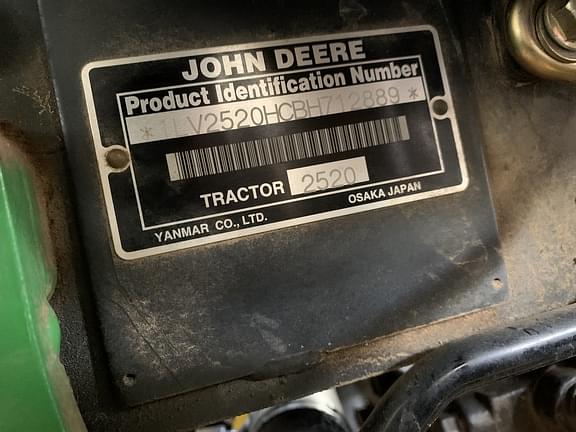 JOHN DEERE
Product Identification Number
*1LV2520HCBH712889*
TRACTOR 2520
YANMAR CO., LTD. OSAKA JAPAN